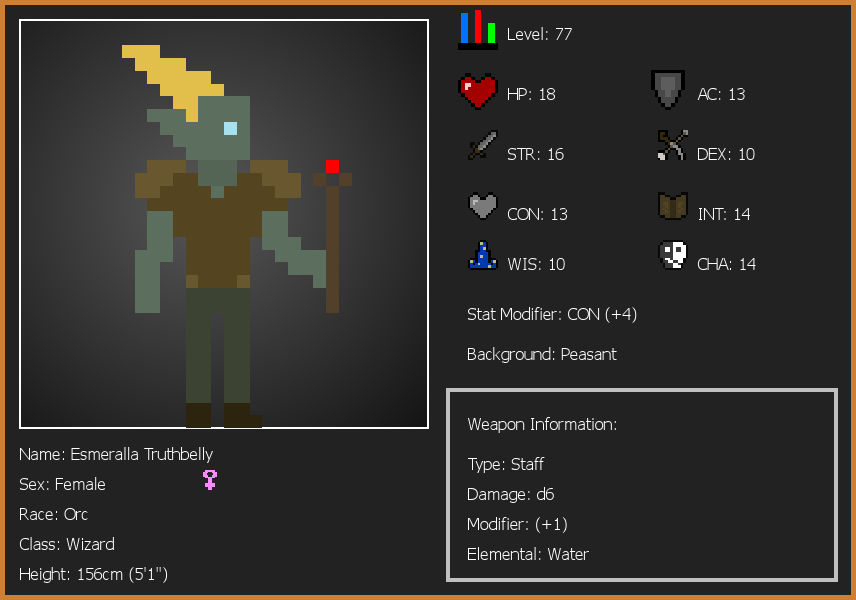 Level: 77
HP: 18
AC: 13
STR: 16
DEX: 10
CON: 13
INT: 14
WIS: 10
CHA: 14
Stat Modifier: CON (+4)
Background: Peasant
Weapon Information:
Type: Staff
Damage: d6
Modifier: (+1)
Elemental: Water
Name: Esmeralla Truthbelly
Sex: Female
Race: Orc
Class: Wizard
Height: 156cm (5'1")